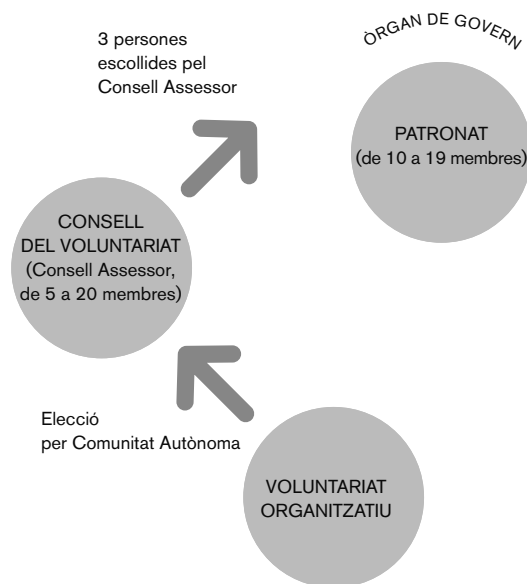 3 persones
escollides pel
Consell Assessor
ÒRGAN DE GOVERN
PATRONAT
(de 10 a 19 membres)
CONSELL
DEL VOLUNTARIAT
(Consell Assessor,
de 5 a 20 membres)
Elecció
per Comunitat Autònoma
VOLUNTARIAT
ORGANITZATIU